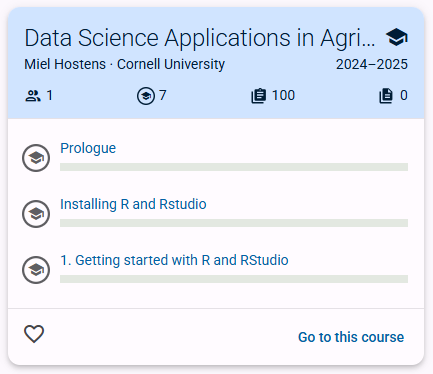 Data Science Applications in Agri...
Miel Hostens · Cornell University 2024–2025
1 7 100 0
Prologue
Installing R and Rstudio
1. Getting started with R and RStudio
Go to this course